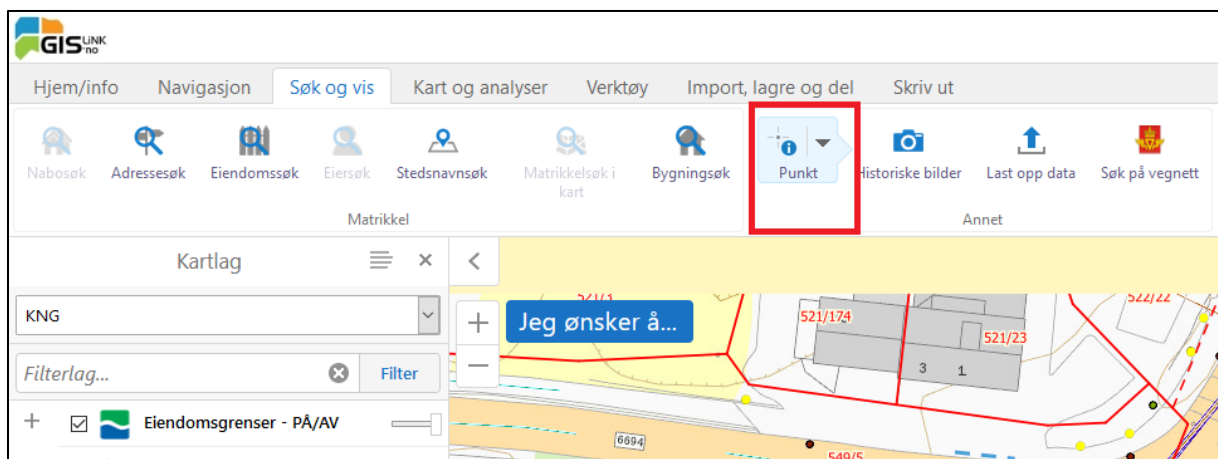 GISLINK
.no
Hjem/info Navigasjon Søk og vis Kart og analyser Verktøy Import, lagre og del Skriv ut
Nabosøk Adressesøk Eiendomssøk Eiersøk Stedsnavnsøk Matrikkelsøk i kart Bygningsøk Punkt Historiske bilder Last opp data Søk på vegnett
Matrikkel Annet
Kartlag
KNG
Jeg ønsker å...
Filterlag... Filter
Eiendomsgrenser - PÅ/AV
521/3
521/174
521/23
522/22
3 1
6694
549/5